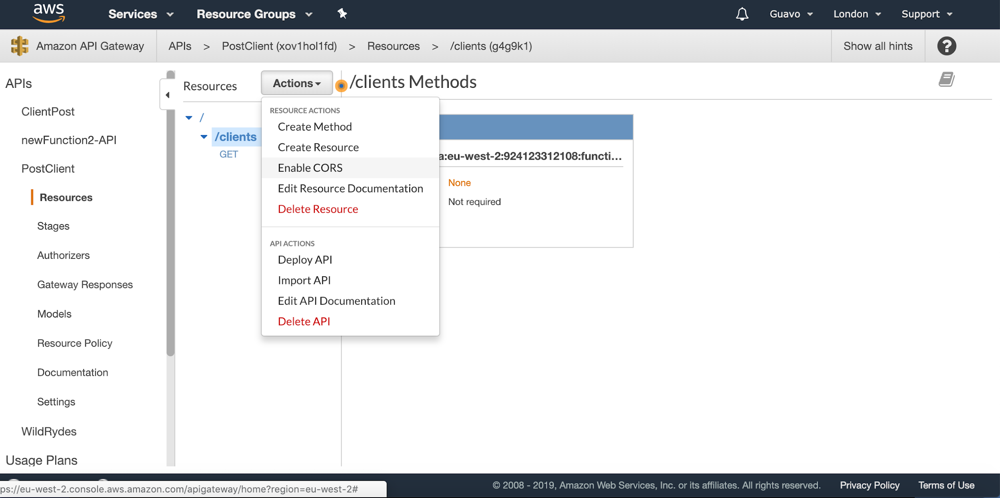 aws Services Resource Groups Guavo London Support
Amazon API Gateway APIs > PostClient (xov1hol1fd) > Resources > /clients (g4g9k1) Show all hints ?
APIs
ClientPost
newFunction2-API
PostClient
Resources
Stages
Authorizers
Gateway Responses
Models
Resource Policy
Documentation
Settings
WildRydes
Usage Plans
Resources Actions
/
/clients
GET
RESOURCE ACTIONS
Create Method
Create Resource
Enable CORS
Edit Resource Documentation
Delete Resource
API ACTIONS
Deploy API
Import API
Edit API Documentation
Delete API
/clients Methods
a:eu-west-2:924123312108:functi...
None
Not required
ps://eu-west-2.console.aws.amazon.com/apigateway/home?region=eu-west-2#
© 2008 - 2019, Amazon Web Services, Inc. or its affiliates. All rights reserved. Privacy Policy Terms of Use